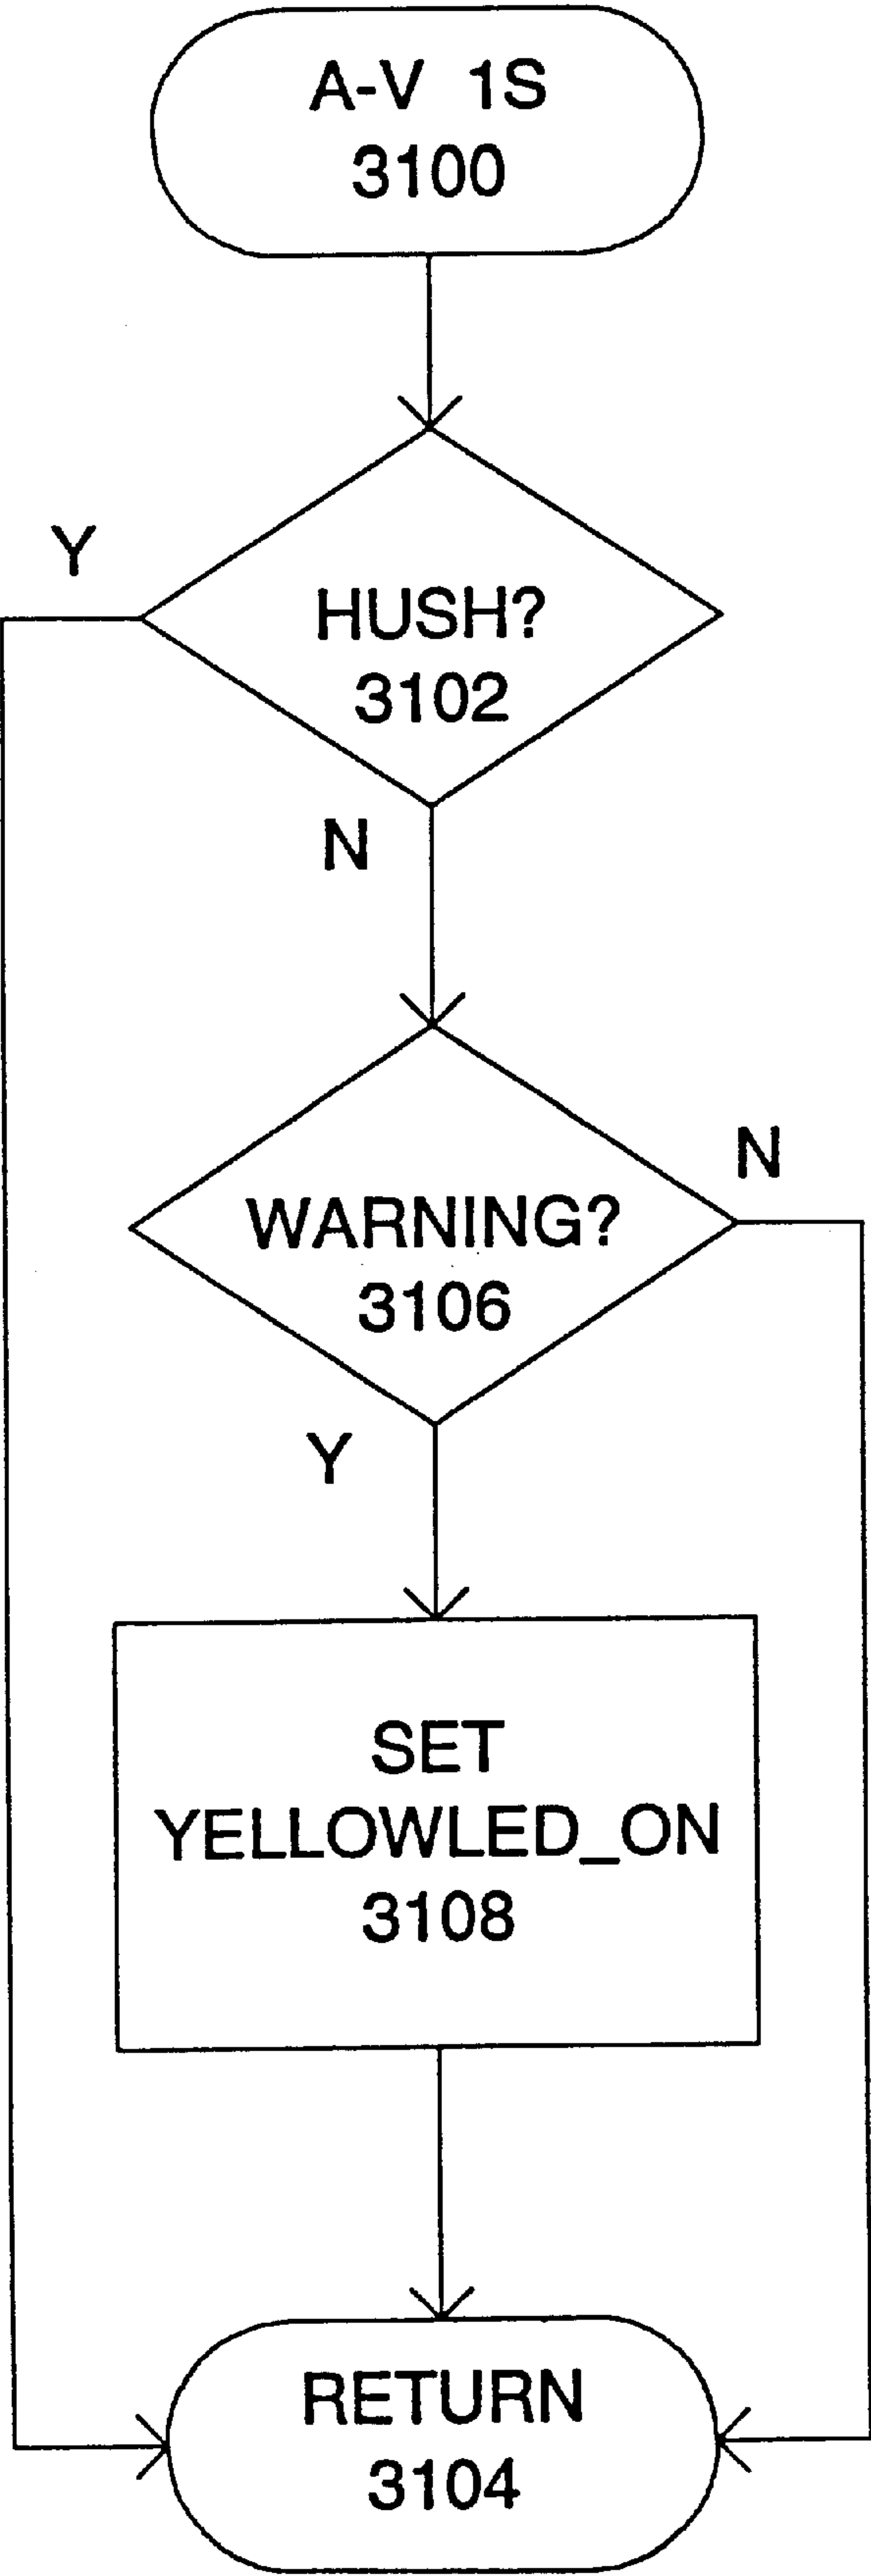 A-V 1S
3100
Y
HUSH?
3102
N
N
WARNING?
3106
Y
SET
YELLOWLED_ON
3108
RETURN
3104